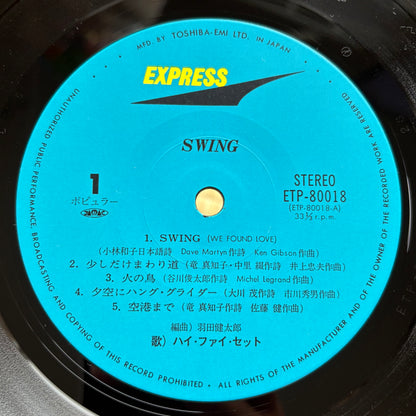 MFD. BY TOSHIBA-EMI LTD. IN JAPAN.
EXPRESS
SWING
1
ポピュラー
STEREO
ETP-80018
(ETP-80018-A)
33⅓ r.p.m.
1. SWING (WE FOUND LOVE)
(小林和子日本語詩 Dave Martyn作詩 Ken Gibson作曲)
2. 少しだけまわり道 (竜 真知子・中里 綴作詩 井上忠夫作曲)
3. 火の鳥 (谷川俊太郎作詩 Michel Legrand作曲)
4. 夕空にハング・グライダー (大川 茂作詩 市川秀男作曲)
5. 空港まで (竜 真知子作詩 佐藤 健作曲)
編曲) 羽田健太郎
歌) ハイ・ファイ・セット
UNAUTHORIZED PUBLIC PERFORMANCE, BROADCASTING AND COPYING OF THIS RECORD PROHIBITED • ALL RIGHTS OF THE MANUFACTURER AND OF THE OWNER OF THE RECORDED WORK ARE RESERVED